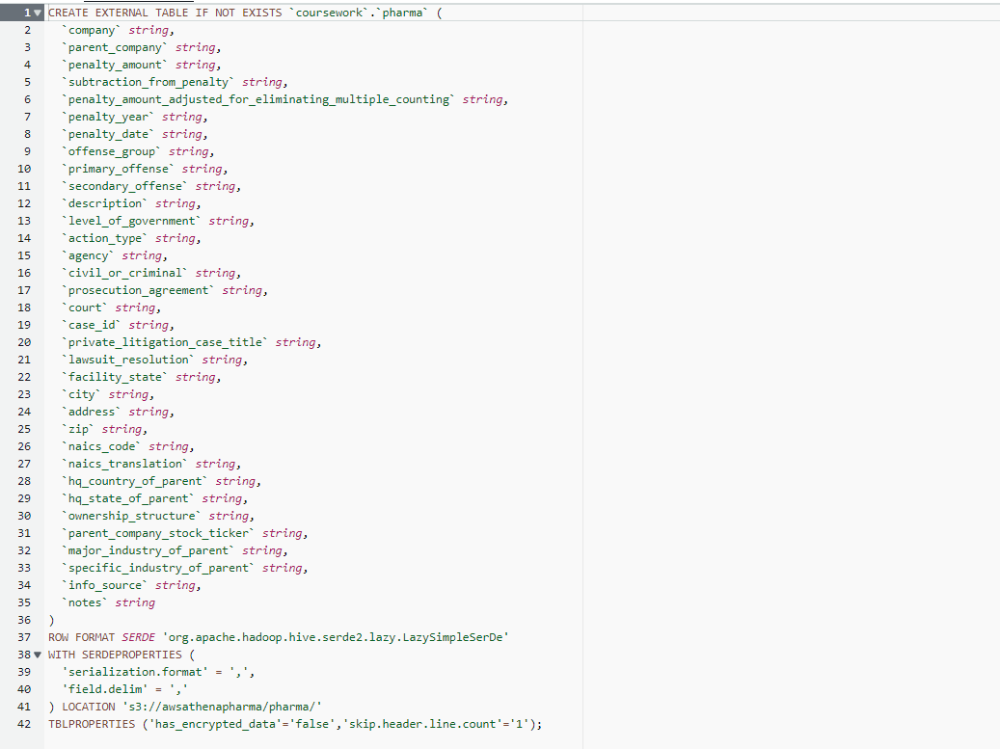 1 CREATE EXTERNAL TABLE IF NOT EXISTS `coursework`.`pharma` (
2 `company` string,
3 `parent_company` string,
4 `penalty_amount` string,
5 `subtraction_from_penalty` string,
6 `penalty_amount_adjusted_for_eliminating_multiple_counting` string,
7 `penalty_year` string,
8 `penalty_date` string,
9 `offense_group` string,
10 `primary_offense` string,
11 `secondary_offense` string,
12 `description` string,
13 `level_of_government` string,
14 `action_type` string,
15 `agency` string,
16 `civil_or_criminal` string,
17 `prosecution_agreement` string,
18 `court` string,
19 `case_id` string,
20 `private_litigation_case_title` string,
21 `lawsuit_resolution` string,
22 `facility_state` string,
23 `city` string,
24 `address` string,
25 `zip` string,
26 `naics_code` string,
27 `naics_translation` string,
28 `hq_country_of_parent` string,
29 `hq_state_of_parent` string,
30 `ownership_structure` string,
31 `parent_company_stock_ticker` string,
32 `major_industry_of_parent` string,
33 `specific_industry_of_parent` string,
34 `info_source` string,
35 `notes` string
36 )
37 ROW FORMAT SERDE 'org.apache.hadoop.hive.serde2.lazy.LazySimpleSerDe'
38 WITH SERDEPROPERTIES (
39 'serialization.format' = ',',
40 'field.delim' = ','
41 ) LOCATION 's3://awsathenapharma/pharma/'
42 TBLPROPERTIES ('has_encrypted_data'='false','skip.header.line.count'='1');